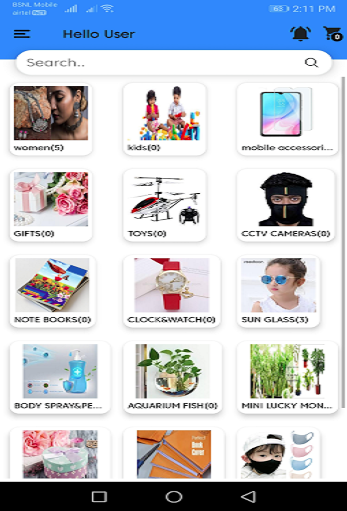 BSNL Mobile
airtel
63 2:11 PM
Hello User
0
Search..
women(5)
kids(0)
mobile accessori...
GIFTS(0)
TOYS(0)
CCTV CAMERAS(0)
NOTE BOOKS(0)
CLOCK&WATCH(0)
SUN GLASS(3)
BODY SPRAY&PE...
AQUARIUM FISH(0)
MINI LUCKY MON...
Book
Cover